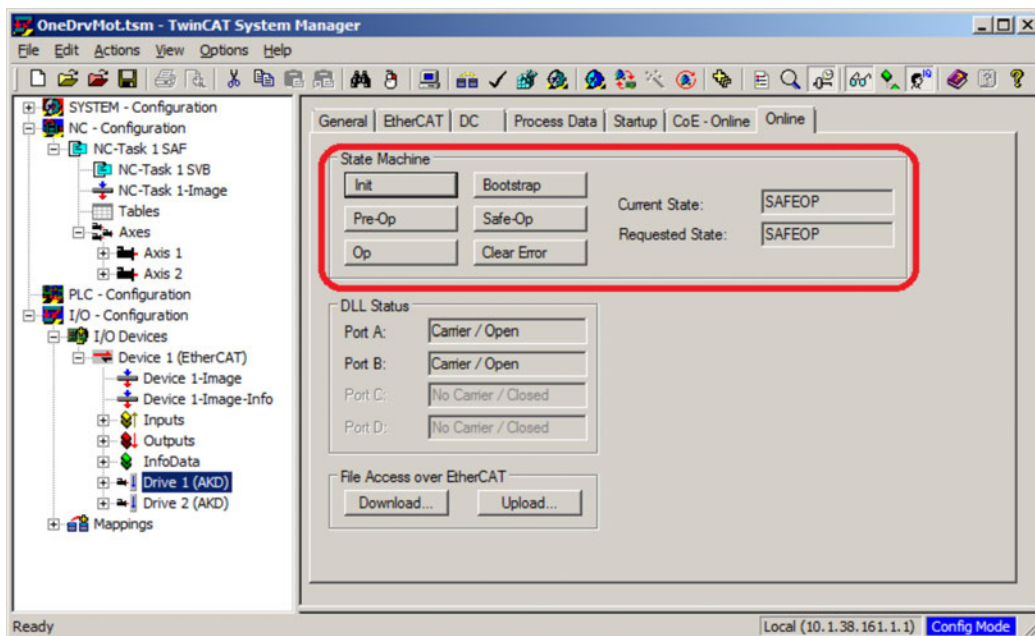 OneDrvMot.tsm - TwinCAT System Manager
File Edit Actions View Options Help
SYSTEM - Configuration
NC - Configuration
NC-Task 1 SAF
NC-Task 1 SVB
NC-Task 1-Image
Tables
Axes
Axis 1
Axis 2
PLC - Configuration
I/O - Configuration
I/O Devices
Device 1 (EtherCAT)
Device 1-Image
Device 1-Image-Info
Inputs
Outputs
InfoData
Drive 1 (AKD)
Drive 2 (AKD)
Mappings
General EtherCAT DC Process Data Startup CoE - Online Online
State Machine
Init Bootstrap
Pre-Op Safe-Op
Op Clear Error
Current State: SAFEOP
Requested State: SAFEOP
DLL Status
Port A: Carrier / Open
Port B: Carrier / Open
Port C: No Carrier / Closed
Port D: No Carrier / Closed
File Access over EtherCAT
Download... Upload...
Ready Local (10.1.38.161.1.1) Config Mode